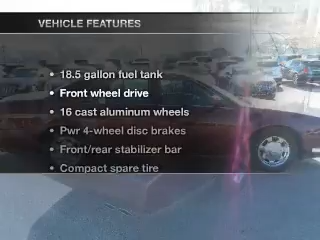 VEHICLE FEATURES
• 18.5 gallon fuel tank
• Front wheel drive
• 16 cast aluminum wheels
• Pwr 4-wheel disc brakes
• Front/rear stabilizer bar
• Compact spare tire